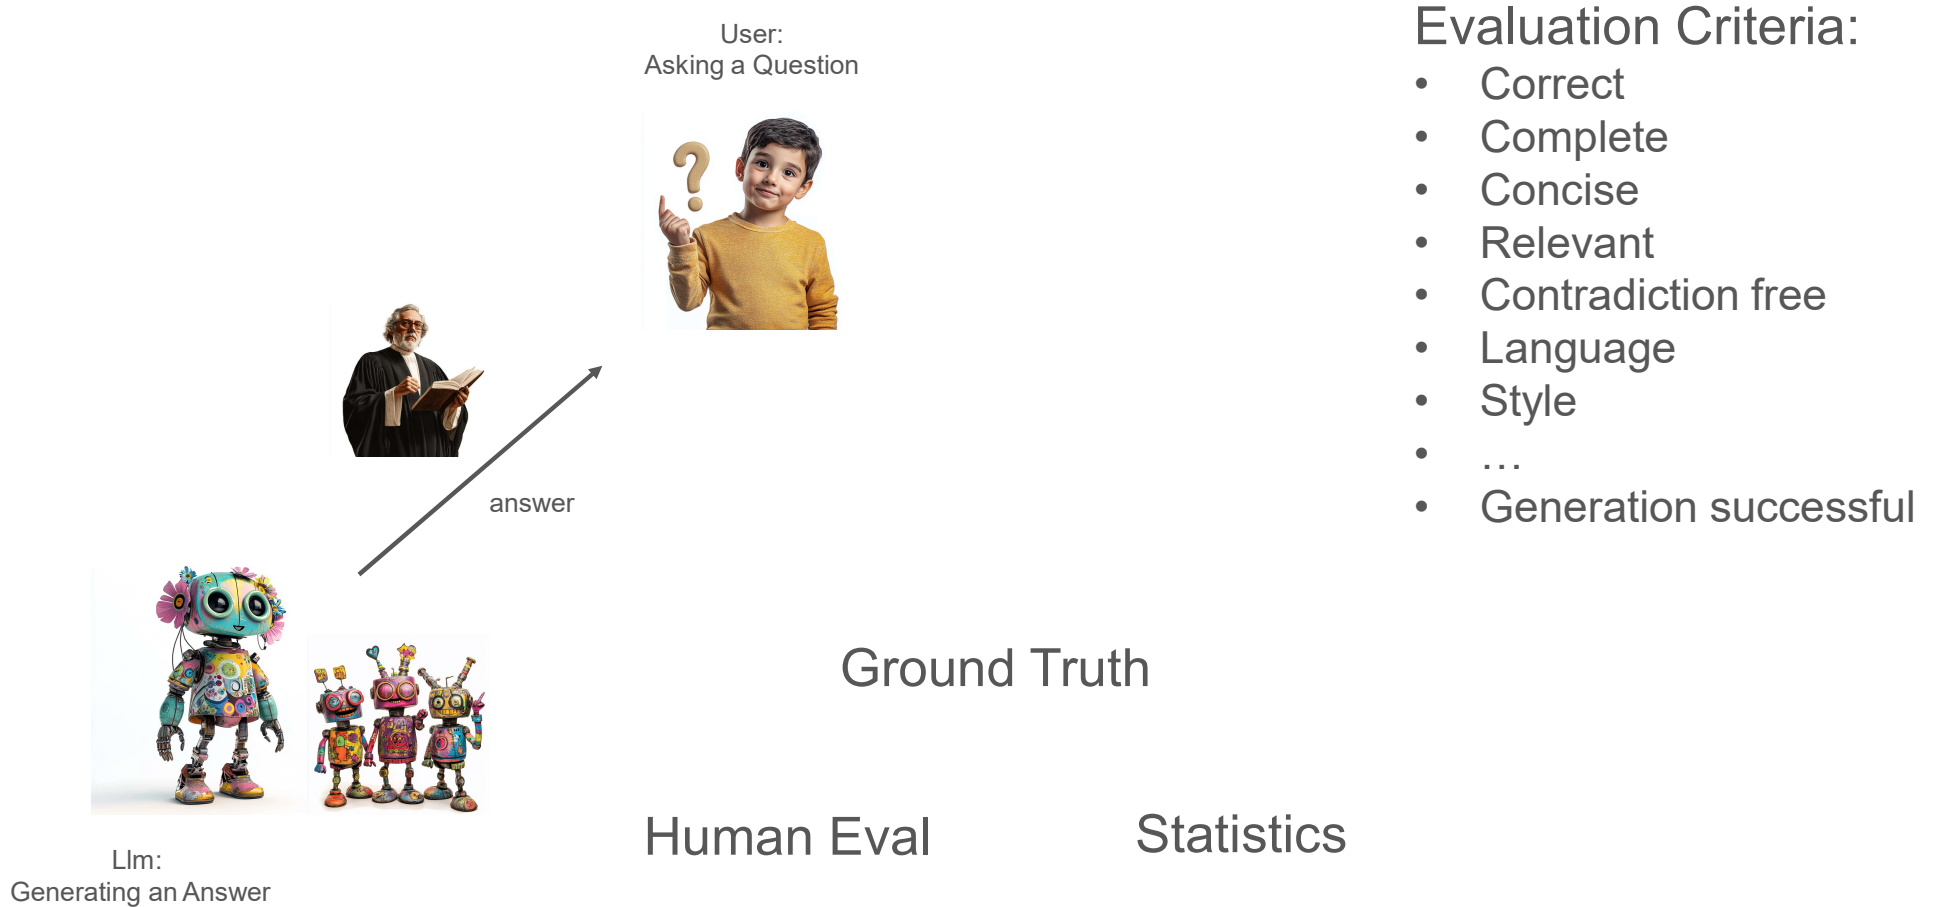 User:
Asking a Question
Evaluation Criteria:
• Correct
• Complete
• Concise
• Relevant
• Contradiction free
• Language
• Style
• …
• Generation successful
answer
Ground Truth
Human Eval
Statistics
Llm:
Generating an Answer